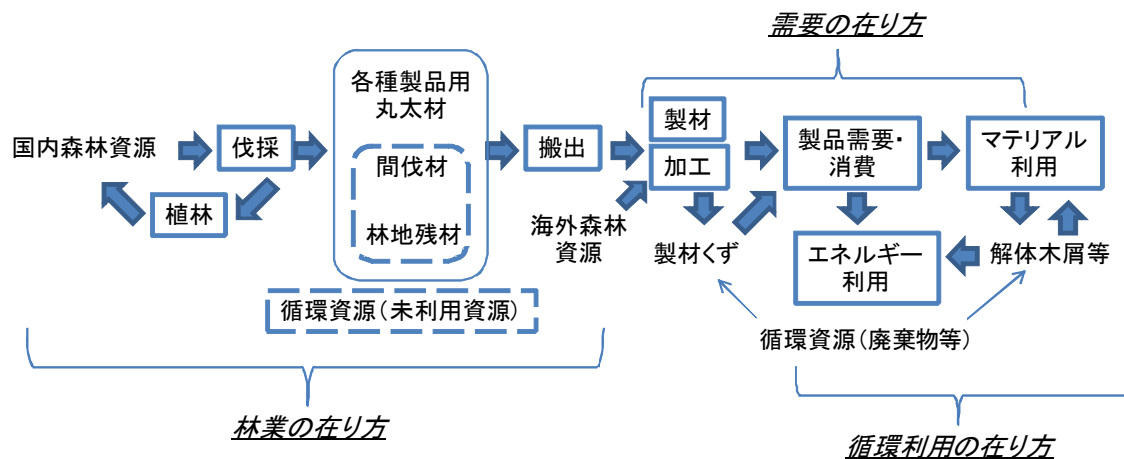 需要の在り方
各種製品用
丸太材
国内森林資源
伐採
植林
間伐材
林地残材
搬出
製材
加工
海外森林
資源
製材くず
製品需要・
消費
マテリアル
利用
エネルギー
利用
解体木屑等
循環資源(未利用資源)
循環資源(廃棄物等)
林業の在り方
循環利用の在り方